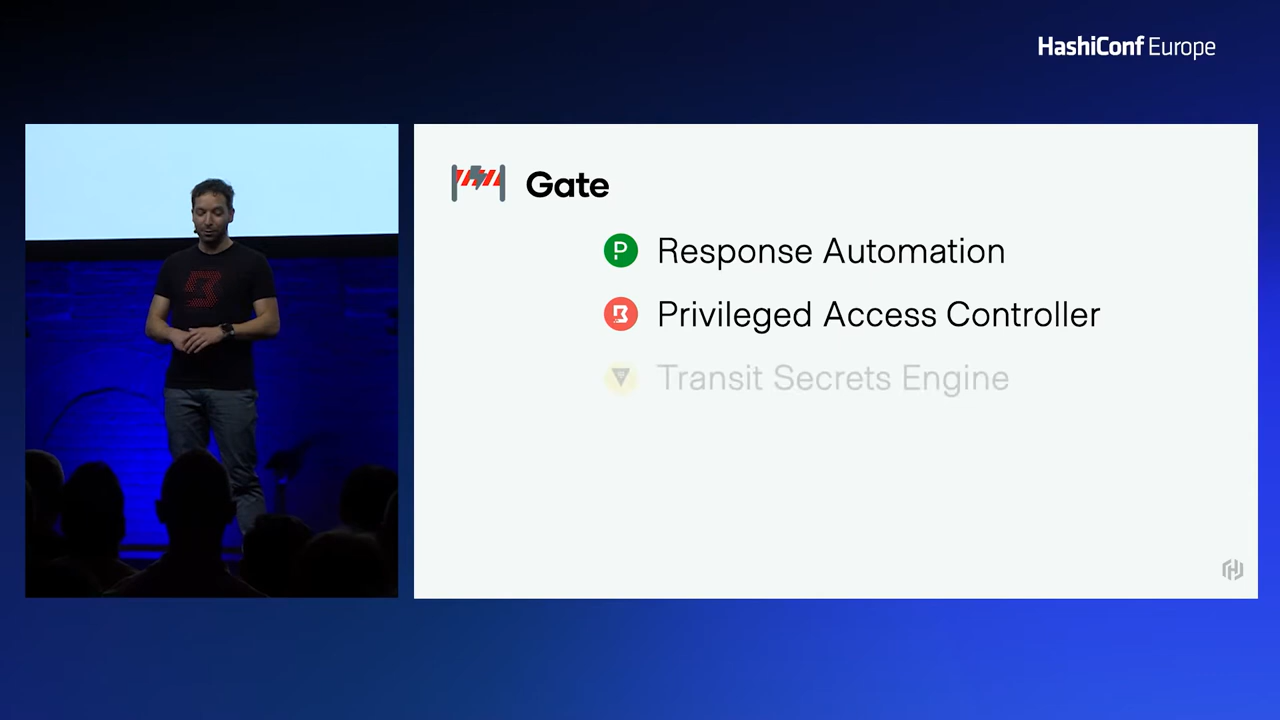 HashiConf Europe
Gate
P Response Automation
B Privileged Access Controller
Transit Secrets Engine